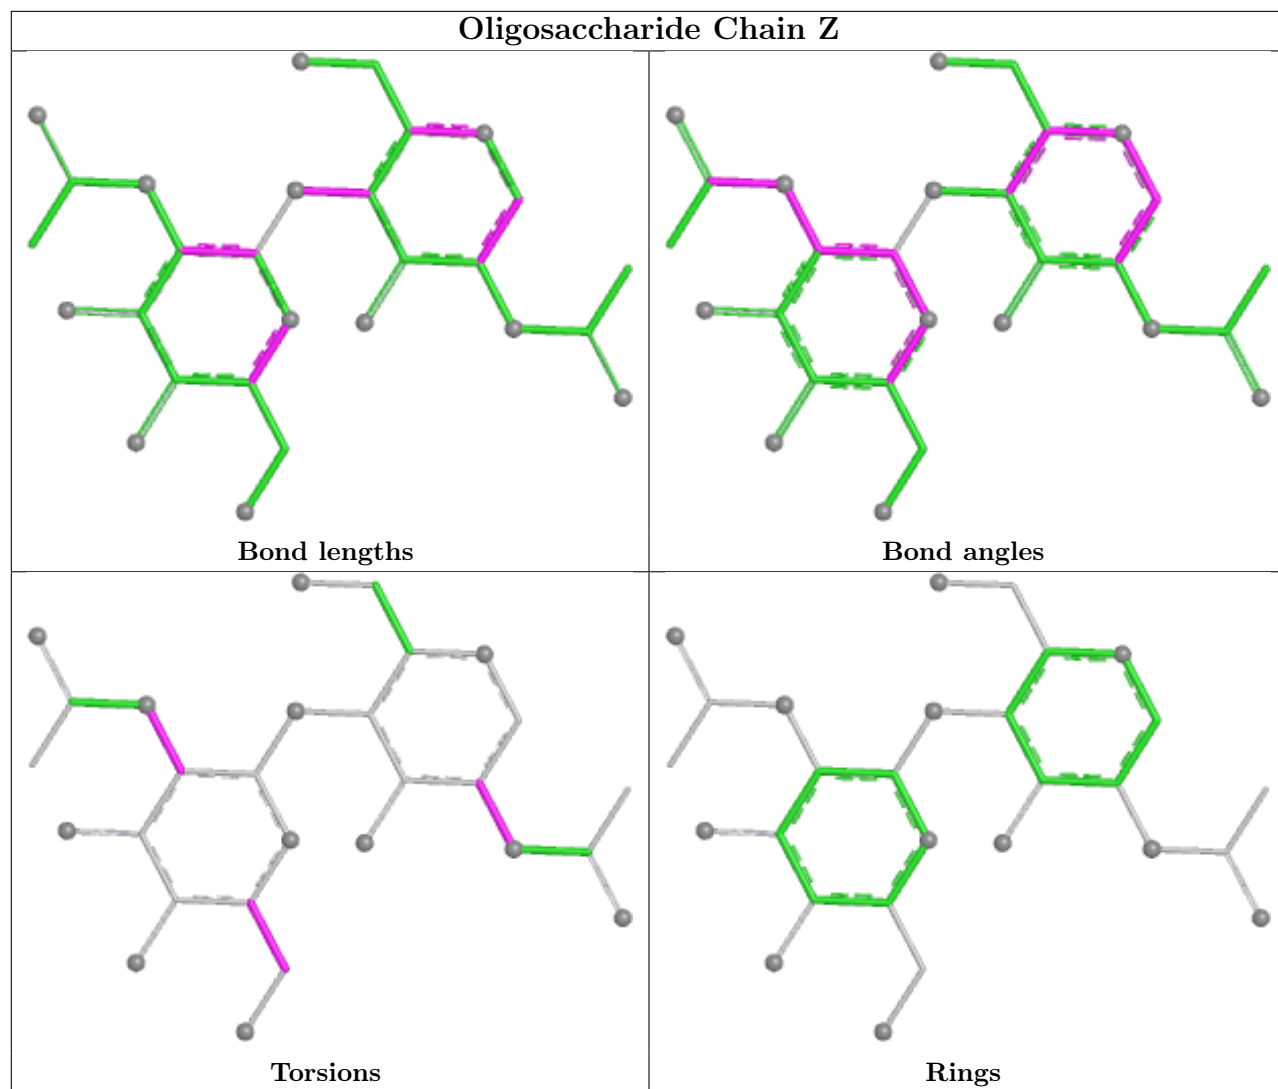 Oligosaccharide Chain Z
Bond lengths
Bond angles
Torsions
Rings